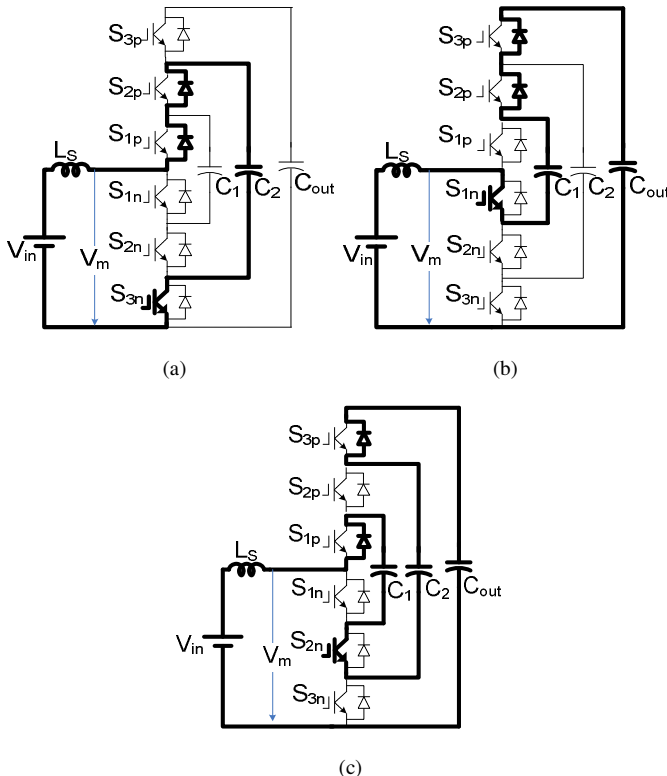 S3p
S2p
S1p
LS
S1n
C1
C2
Cout
Vin
Vm
S2n
S3n
(a)
S3p
S2p
S1p
LS
S1n
C1
C2
Cout
Vin
Vm
S2n
S3n
(b)
S3p
S2p
S1p
LS
S1n
C1
C2
Cout
Vin
Vm
S2n
S3n
(c)